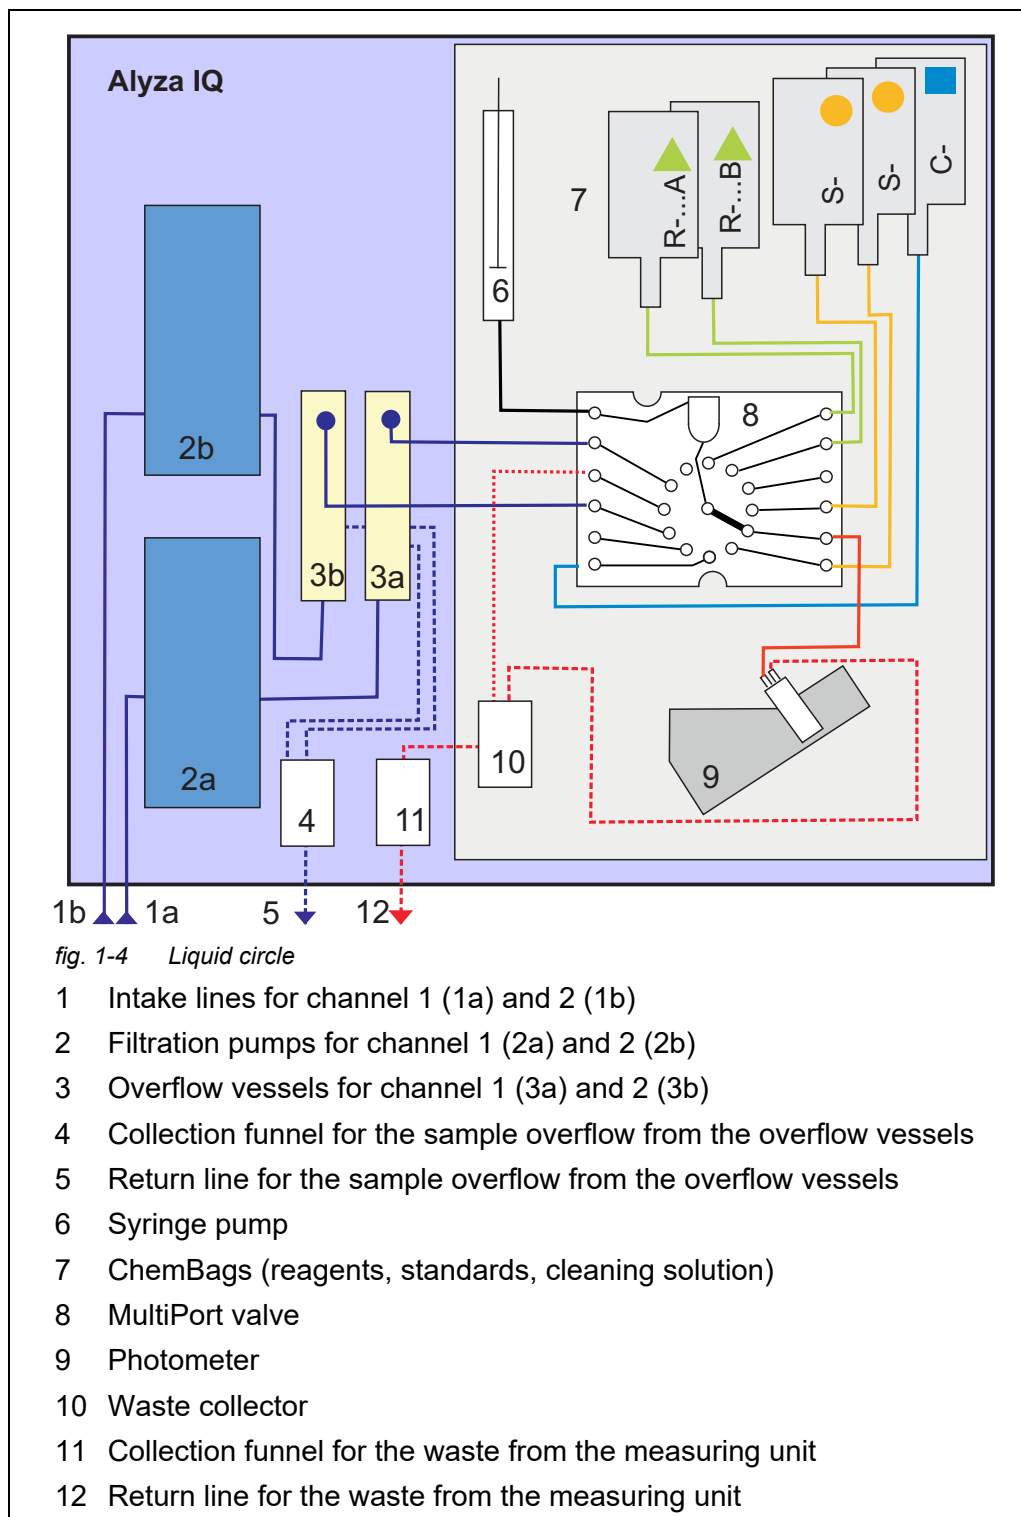 Alyza IQ
7
R-...A
R-...B
S-
S-
C-
6
8
2b
3b
3a
2a
4
11
10
9
1b
1a
5
12
fig. 1-4 Liquid circle
1 Intake lines for channel 1 (1a) and 2 (1b)
2 Filtration pumps for channel 1 (2a) and 2 (2b)
3 Overflow vessels for channel 1 (3a) and 2 (3b)
4 Collection funnel for the sample overflow from the overflow vessels
5 Return line for the sample overflow from the overflow vessels
6 Syringe pump
7 ChemBags (reagents, standards, cleaning solution)
8 MultiPort valve
9 Photometer
10 Waste collector
11 Collection funnel for the waste from the measuring unit
12 Return line for the waste from the measuring unit